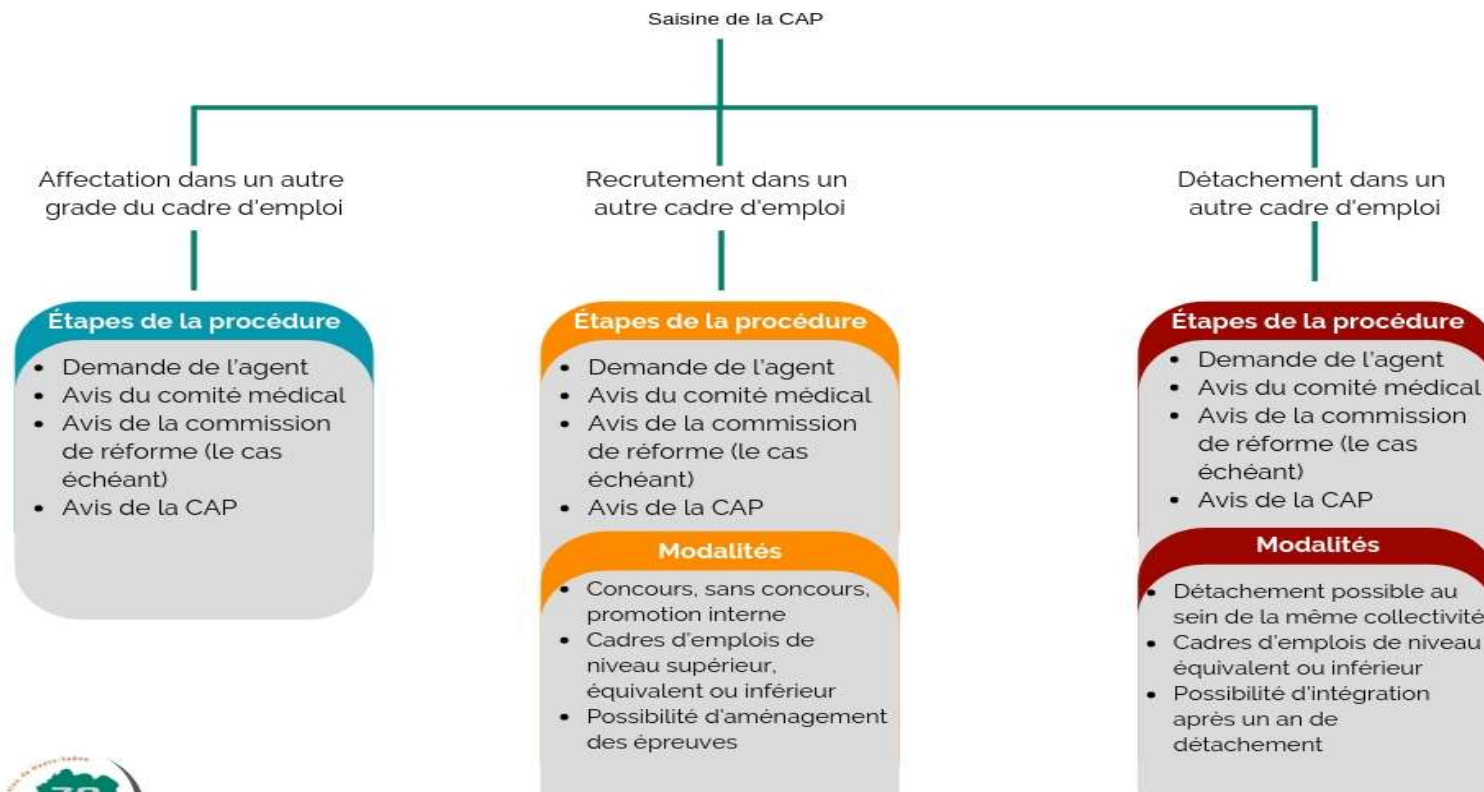 Saisine de la CAP
Affectation dans un autre
grade du cadre d'emploi
Étapes de la procédure
• Demande de l'agent
• Avis du comité médical
• Avis de la commission
de réforme (le cas
échéant)
• Avis de la CAP
Recrutement dans un
autre cadre d'emploi
Étapes de la procédure
• Demande de l'agent
• Avis du comité médical
• Avis de la commission
de réforme (le cas
échéant)
• Avis de la CAP
Modalités
• Concours, sans concours,
promotion interne
• Cadres d'emplois de
niveau supérieur,
équivalent ou inférieur
• Possibilité d'aménagement
des épreuves
Détachement dans un
autre cadre d'emploi
Étapes de la procédure
• Demande de l'agent
• Avis du comité médical
• Avis de la commission
de réforme (le cas
échéant)
• Avis de la CAP
Modalités
• Détachement possible au
sein de la même collectivité
• Cadres d'emplois de niveau
équivalent ou inférieur
• Possibilité d'intégration
après un an de
détachement